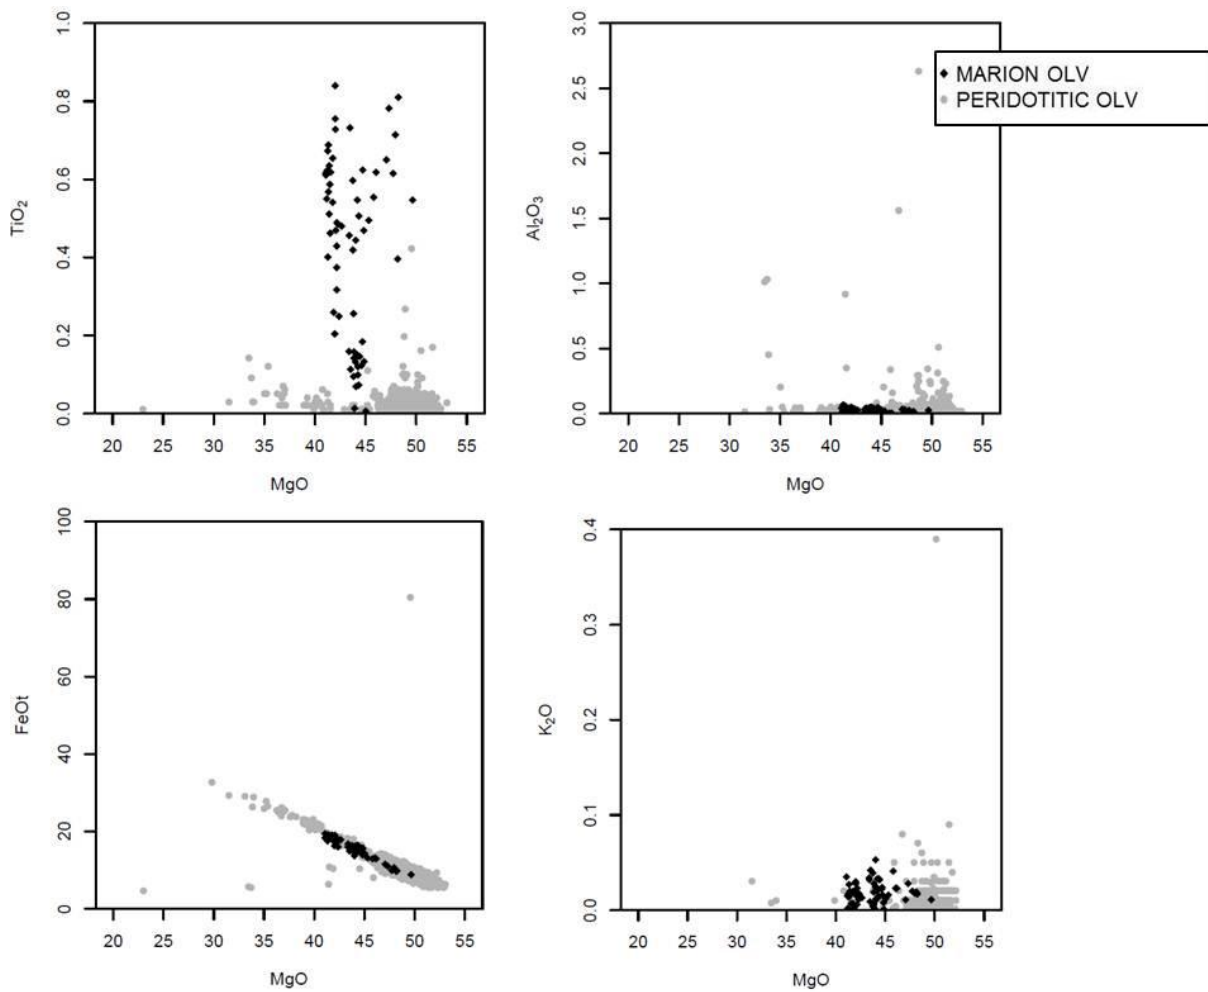 TiO₂
1.0
0.8
0.6
0.4
0.2
0.0
20 25 30 35 40 45 50 55
MgO
Al₂O₃
3.0
2.5
2.0
1.5
1.0
0.5
0.0
20 25 30 35 40 45 50 55
MgO
MARION OLV
PERIDOTITIC OLV
FeOt
100
80
60
40
20
0
20 25 30 35 40 45 50 55
MgO
K₂O
0.4
0.3
0.2
0.1
0.0
20 25 30 35 40 45 50 55
MgO